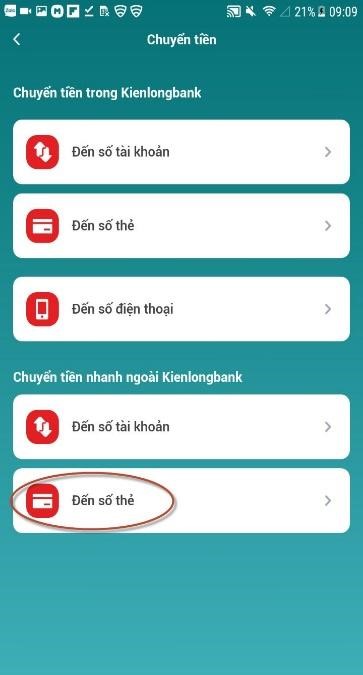 21% 09:09
Chuyển tiền
Chuyển tiền trong Kienlongbank
Đến số tài khoản
Đến số thẻ
Đến số điện thoại
Chuyển tiền nhanh ngoài Kienlongbank
Đến số tài khoản
Đến số thẻ